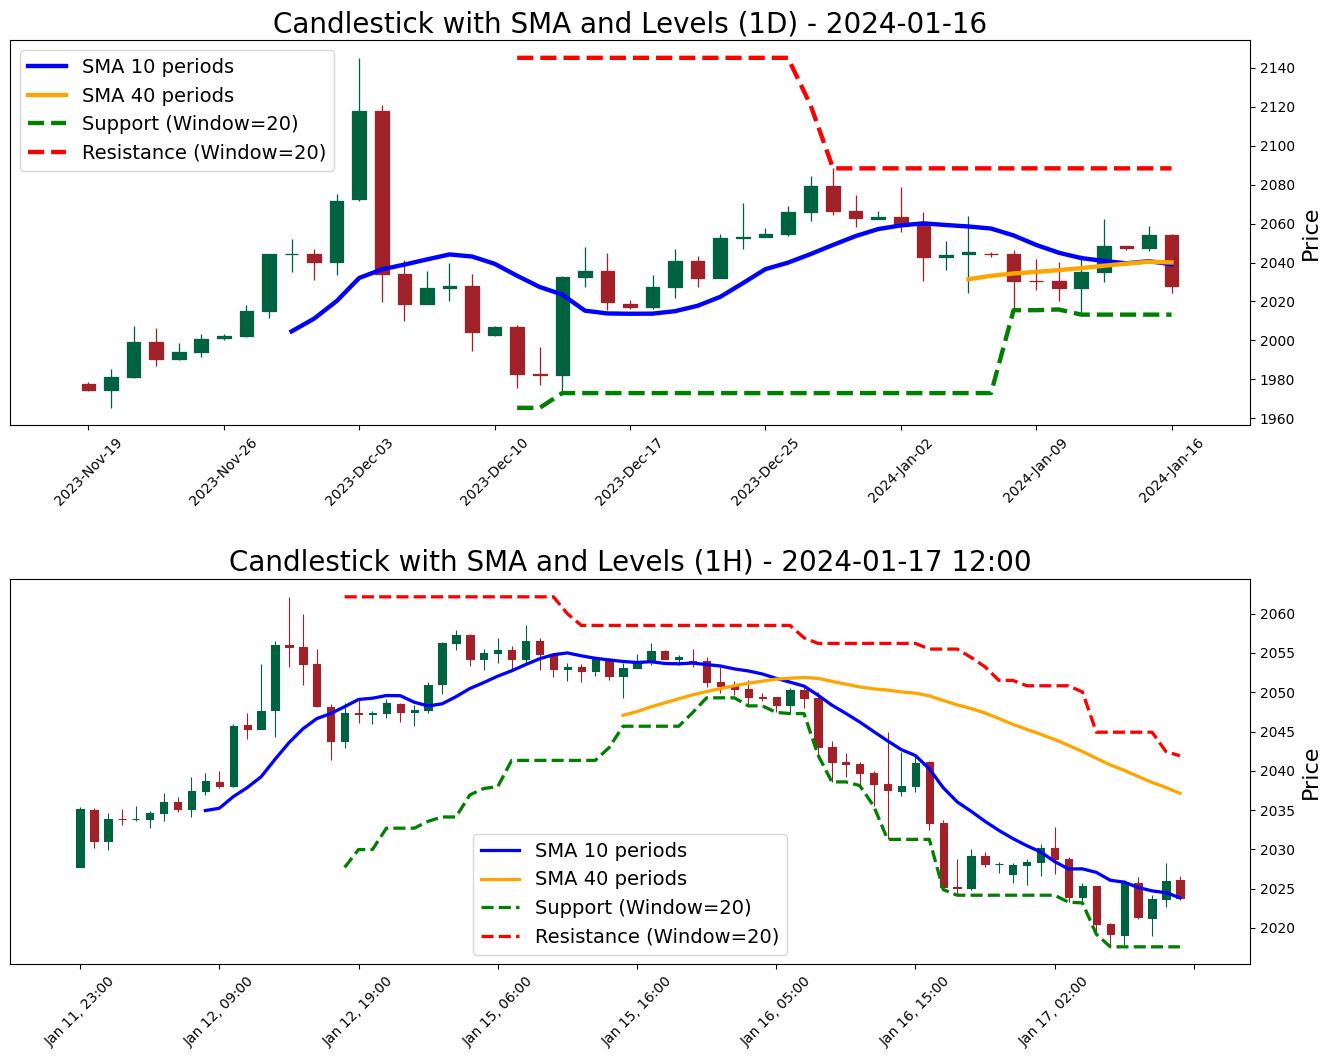 Candlestick with SMA and Levels (1D) - 2024-01-16
SMA 10 periods
SMA 40 periods
Support (Window=20)
Resistance (Window=20)
2140
2120
2100
2080
2060
2040
2020
2000
1980
1960
Price
2023-Nov-19
2023-Nov-26
2023-Dec-03
2023-Dec-10
2023-Dec-17
2023-Dec-25
2024-Jan-02
2024-Jan-09
2024-Jan-16
Candlestick with SMA and Levels (1H) - 2024-01-17 12:00
2060
2055
2050
2045
2040
2035
2030
2025
2020
Price
SMA 10 periods
SMA 40 periods
Support (Window=20)
Resistance (Window=20)
Jan 11, 23:00
Jan 12, 09:00
Jan 12, 19:00
Jan 15, 06:00
Jan 15, 16:00
Jan 16, 05:00
Jan 16, 15:00
Jan 17, 02:00